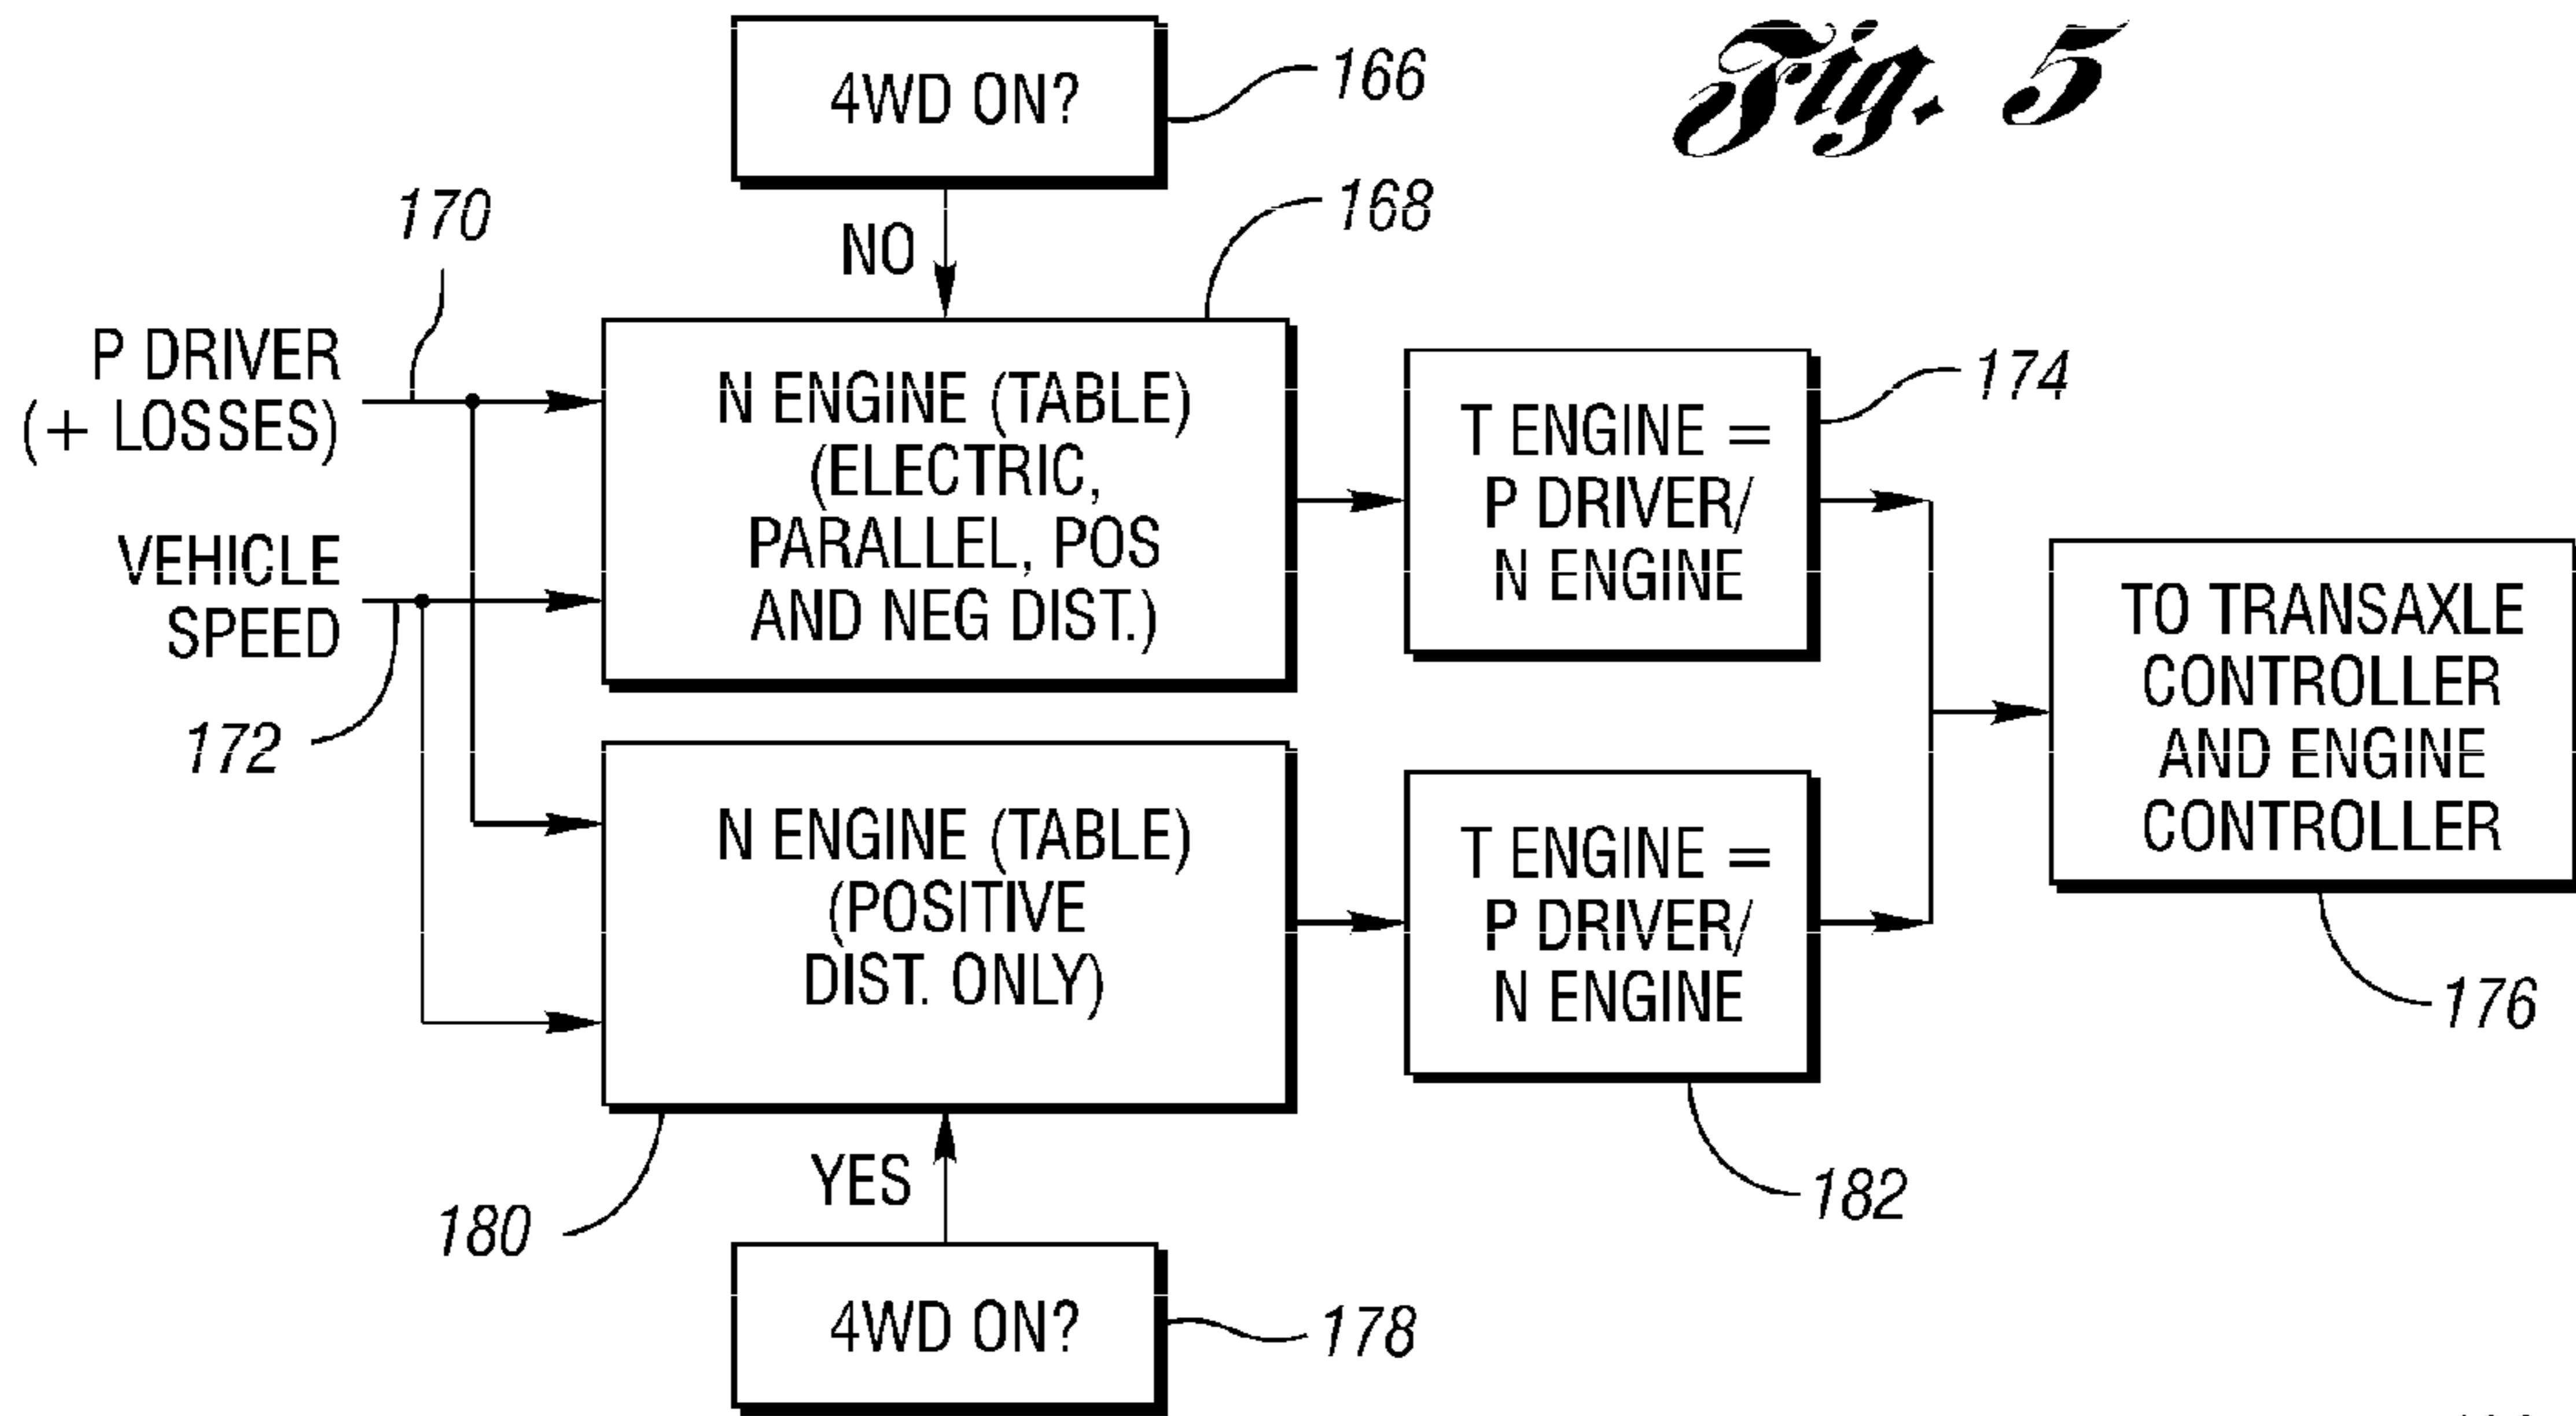 Fig. 5
4WD ON?
166
NO
168
170
P DRIVER
(+ LOSSES)
VEHICLE
SPEED
172
N ENGINE (TABLE)
(ELECTRIC,
PARALLEL, POS
AND NEG DIST.)
T ENGINE =
P DRIVER/
N ENGINE
174
TO TRANSAXLE
CONTROLLER
AND ENGINE
CONTROLLER
176
N ENGINE (TABLE)
(POSITIVE
DIST. ONLY)
180
T ENGINE =
P DRIVER/
N ENGINE
182
YES
4WD ON?
178